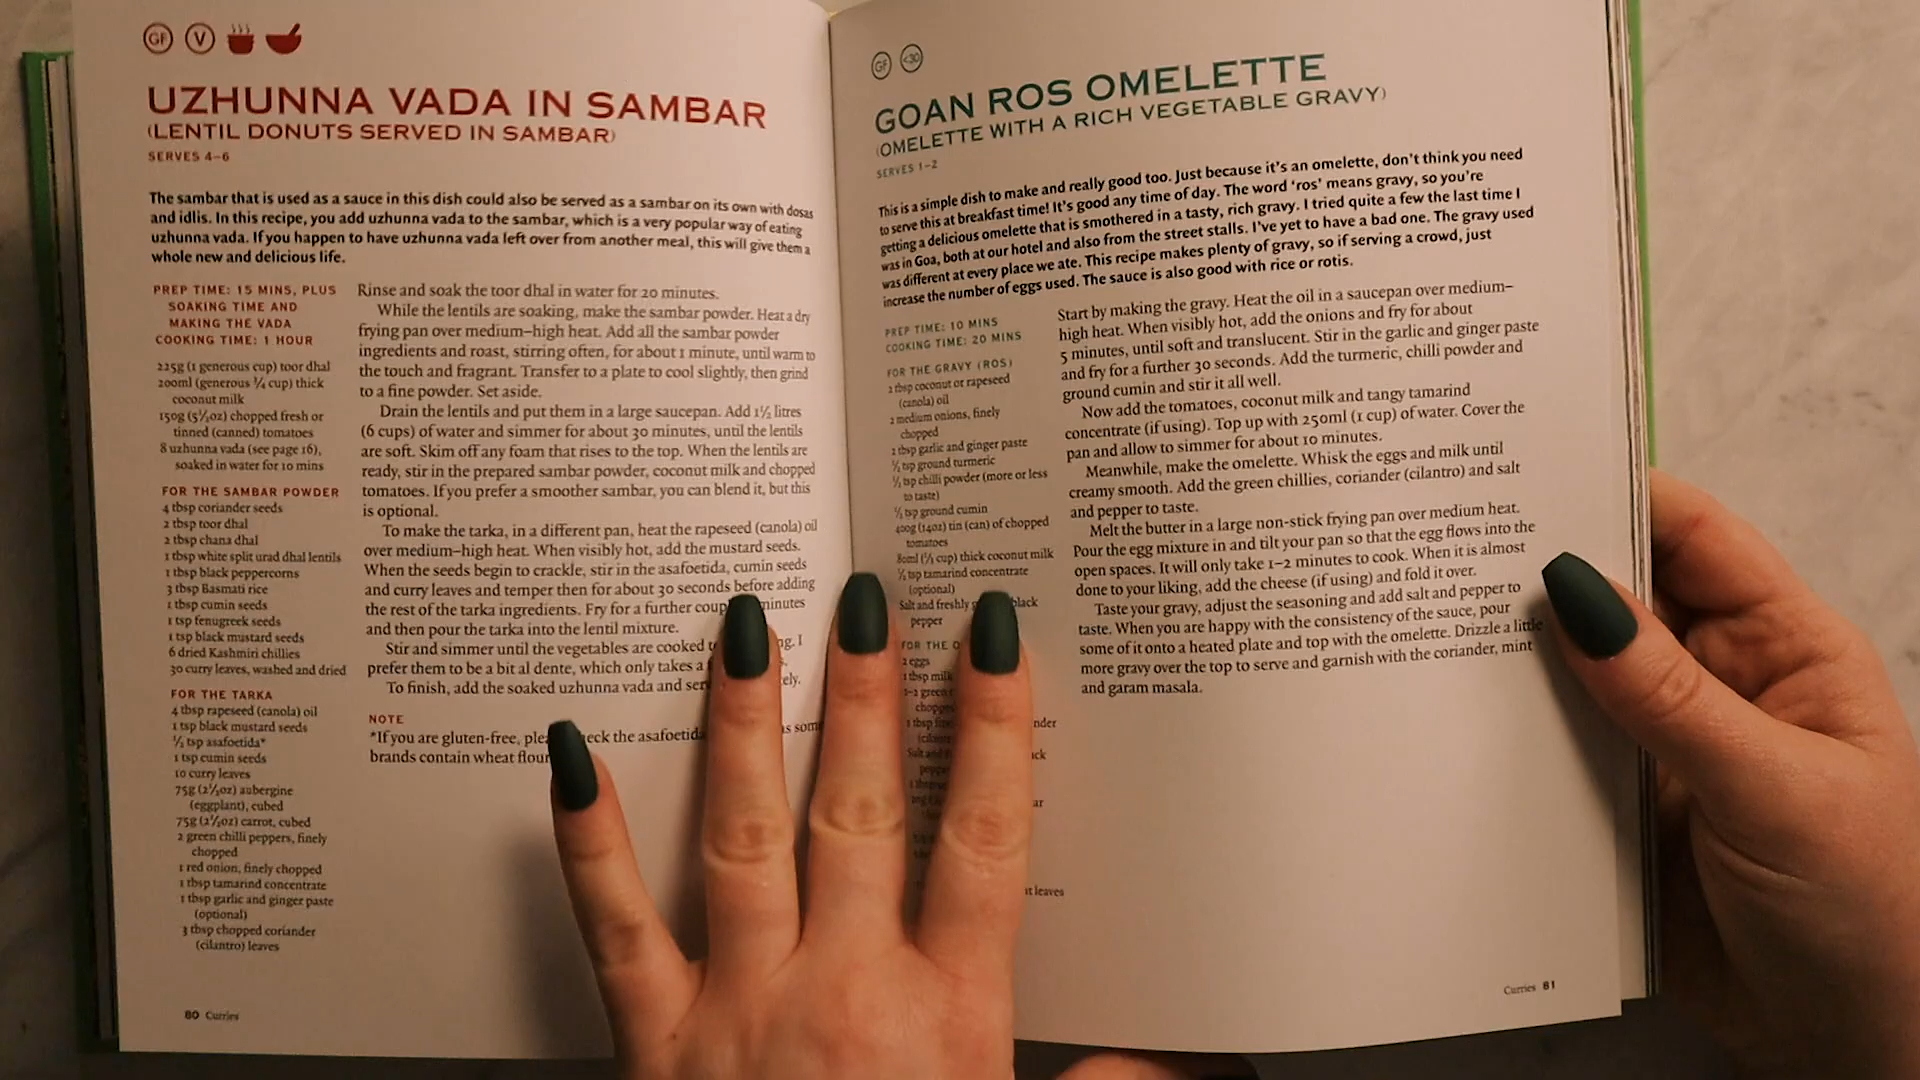 GF V
UZHUNNA VADA IN SAMBAR
(LENTIL DONUTS SERVED IN SAMBAR)
SERVES 4–6
The sambar that is used as a sauce in this dish could also be served as a sambar on its own with dosas
and idlis. In this recipe, you add uzhunna vada to the sambar, which is a very popular way of eating
uzhunna vada. If you happen to have uzhunna vada left over from another meal, this will give them a
whole new and delicious life.
PREP TIME: 15 MINS, PLUS
SOAKING TIME AND
MAKING THE VADA
COOKING TIME: 1 HOUR
225g (1 generous cup) toor dhal
200ml (generous ¾ cup) thick
coconut milk
150g (5½oz) chopped fresh or
tinned (canned) tomatoes
8 uzhunna vada (see page 16),
soaked in water for 10 mins
FOR THE SAMBAR POWDER
4 tbsp coriander seeds
2 tbsp toor dhal
2 tbsp chana dhal
1 tbsp white split urad dhal lentils
1 tbsp black peppercorns
3 tbsp Basmati rice
1 tbsp cumin seeds
1 tsp fenugreek seeds
1 tsp black mustard seeds
6 dried Kashmiri chillies
30 curry leaves, washed and dried
FOR THE TARKA
4 tbsp rapeseed (canola) oil
1 tsp black mustard seeds
½ tsp asafoetida*
1 tsp cumin seeds
10 curry leaves
75g (2½oz) aubergine
(eggplant), cubed
75g (2½oz) carrot, cubed
2 green chilli peppers, finely
chopped
1 red onion, finely chopped
1 tbsp tamarind concentrate
1 tbsp garlic and ginger paste
(optional)
3 tbsp chopped coriander
(cilantro) leaves
Rinse and soak the toor dhal in water for 20 minutes.
While the lentils are soaking, make the sambar powder. Heat a dry
frying pan over medium–high heat. Add all the sambar powder
ingredients and roast, stirring often, for about 1 minute, until warm to
the touch and fragrant. Transfer to a plate to cool slightly, then grind
to a fine powder. Set aside.
Drain the lentils and put them in a large saucepan. Add 1½ litres
(6 cups) of water and simmer for about 30 minutes, until the lentils
are soft. Skim off any foam that rises to the top. When the lentils are
ready, stir in the prepared sambar powder, coconut milk and chopped
tomatoes. If you prefer a smoother sambar, you can blend it, but this
is optional.
To make the tarka, in a different pan, heat the rapeseed (canola) oil
over medium–high heat. When visibly hot, add the mustard seeds.
When the seeds begin to crackle, stir in the asafoetida, cumin seeds
and curry leaves and temper then for about 30 seconds before adding
the rest of the tarka ingredients. Fry for a further minutes
and then pour the tarka into the lentil mixture.
Stir and simmer until the vegetables are cooked I
prefer them to be a bit al dente, which only takes a
To finish, add the soaked uzhunna vada and
NOTE
*If you are gluten-free, check the asafoetida
brands contain wheat flour
80 Curries
GF <30
GOAN ROS OMELETTE
(OMELETTE WITH A RICH VEGETABLE GRAVY)
SERVES 1–2
This is a simple dish to make and really good too. Just because it's an omelette, don't think you need
to serve this at breakfast time! It's good any time of day. The word 'ros' means gravy, so you're
getting a delicious omelette that is smothered in a tasty, rich gravy. I tried quite a few the last time I
was in Goa, both at our hotel and also from the street stalls. I've yet to have a bad one. The gravy used
was different at every place we ate. This recipe makes plenty of gravy, so if serving a crowd, just
increase the number of eggs used. The sauce is also good with rice or rotis.
PREP TIME: 10 MINS
COOKING TIME: 20 MINS
FOR THE GRAVY (ROS)
2 tbsp coconut or rapeseed
(canola) oil
2 medium onions, finely
chopped
1 tbsp garlic and ginger paste
½ tsp ground turmeric
½ tsp chilli powder (more or less
to taste)
½ tsp ground cumin
400g (14oz) tin (can) of chopped
tomatoes
80ml (⅓ cup) thick coconut milk
½ tsp tamarind concentrate
(optional)
Salt and freshly black
pepper
FOR THE
2 eggs
1 tbsp milk
1–2 green
chopped
1 tbsp
leaves
Start by making the gravy. Heat the oil in a saucepan over medium–
high heat. When visibly hot, add the onions and fry for about
5 minutes, until soft and translucent. Stir in the garlic and ginger paste
and fry for a further 30 seconds. Add the turmeric, chilli powder and
ground cumin and stir it all well.
Now add the tomatoes, coconut milk and tangy tamarind
concentrate (if using). Top up with 250ml (1 cup) of water. Cover the
pan and allow to simmer for about 10 minutes.
Meanwhile, make the omelette. Whisk the eggs and milk until
creamy smooth. Add the green chillies, coriander (cilantro) and salt
and pepper to taste.
Melt the butter in a large non-stick frying pan over medium heat.
Pour the egg mixture in and tilt your pan so that the egg flows into the
open spaces. It will only take 1–2 minutes to cook. When it is almost
done to your liking, add the cheese (if using) and fold it over.
Taste your gravy, adjust the seasoning and add salt and pepper to
taste. When you are happy with the consistency of the sauce, pour
some of it onto a heated plate and top with the omelette. Drizzle a little
more gravy over the top to serve and garnish with the coriander, mint
and garam masala.
Curries 81